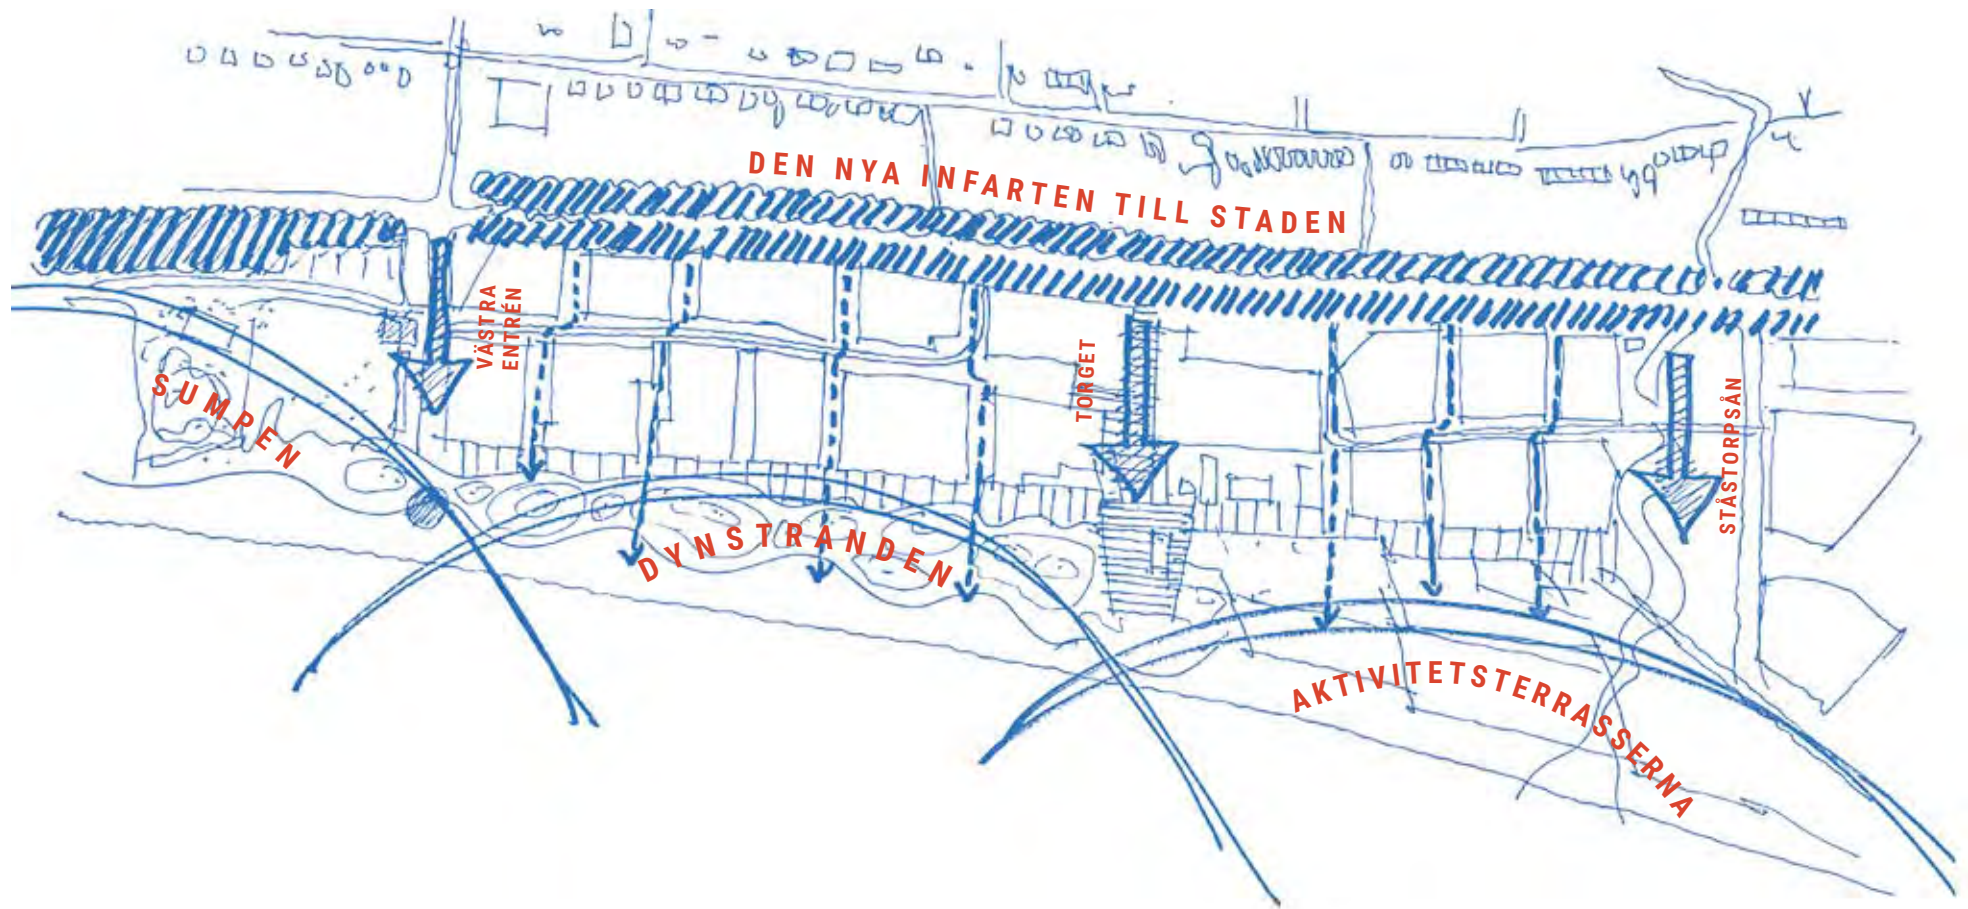 DEN NYA INFARTEN TILL STADEN
VÄSTRA
ENTRÉN
TORGET
STÅSTORPSÅN
SUMPEN
DYNSTRANDEN
AKTIVITETSTERRASSERNA